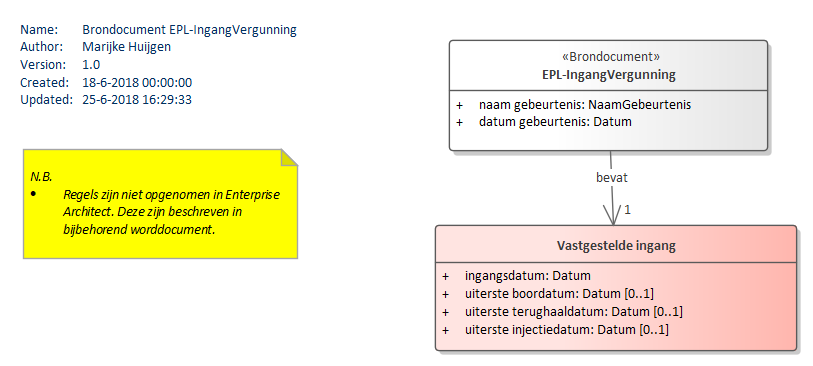 Name: Brondocument EPL-IngangVergunning
Author: Marijke Huijgen
Version: 1.0
Created: 18-6-2018 00:00:00
Updated: 25-6-2018 16:29:33
N.B.
• Regels zijn niet opgenomen in Enterprise
Architect. Deze zijn beschreven in
bijbehorend worddocument.
«Brondocument»
EPL-IngangVergunning
+ naam gebeurtenis: NaamGebeurtenis
+ datum gebeurtenis: Datum
bevat
1
Vastgestelde ingang
+ ingangsdatum: Datum
+ uiterste boordatum: Datum [0..1]
+ uiterste terughaaldatum: Datum [0..1]
+ uiterste injectiedatum: Datum [0..1]